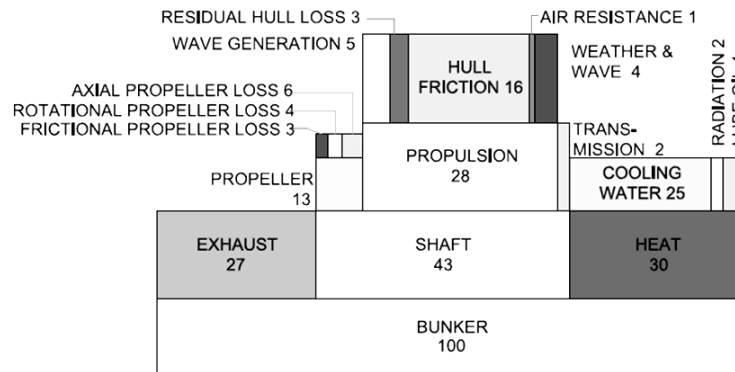 RESIDUAL HULL LOSS 3
AIR RESISTANCE 1
WAVE GENERATION 5
WEATHER &
WAVE 4
HULL
FRICTION 16
AXIAL PROPELLER LOSS 6
ROTATIONAL PROPELLER LOSS 4
FRICTIONAL PROPELLER LOSS 3
TRANS-
MISSION 2
RADIATION 2
PROPULSION
28
PROPELLER
13
COOLING
WATER 25
EXHAUST
27
SHAFT
43
HEAT
30
BUNKER
100